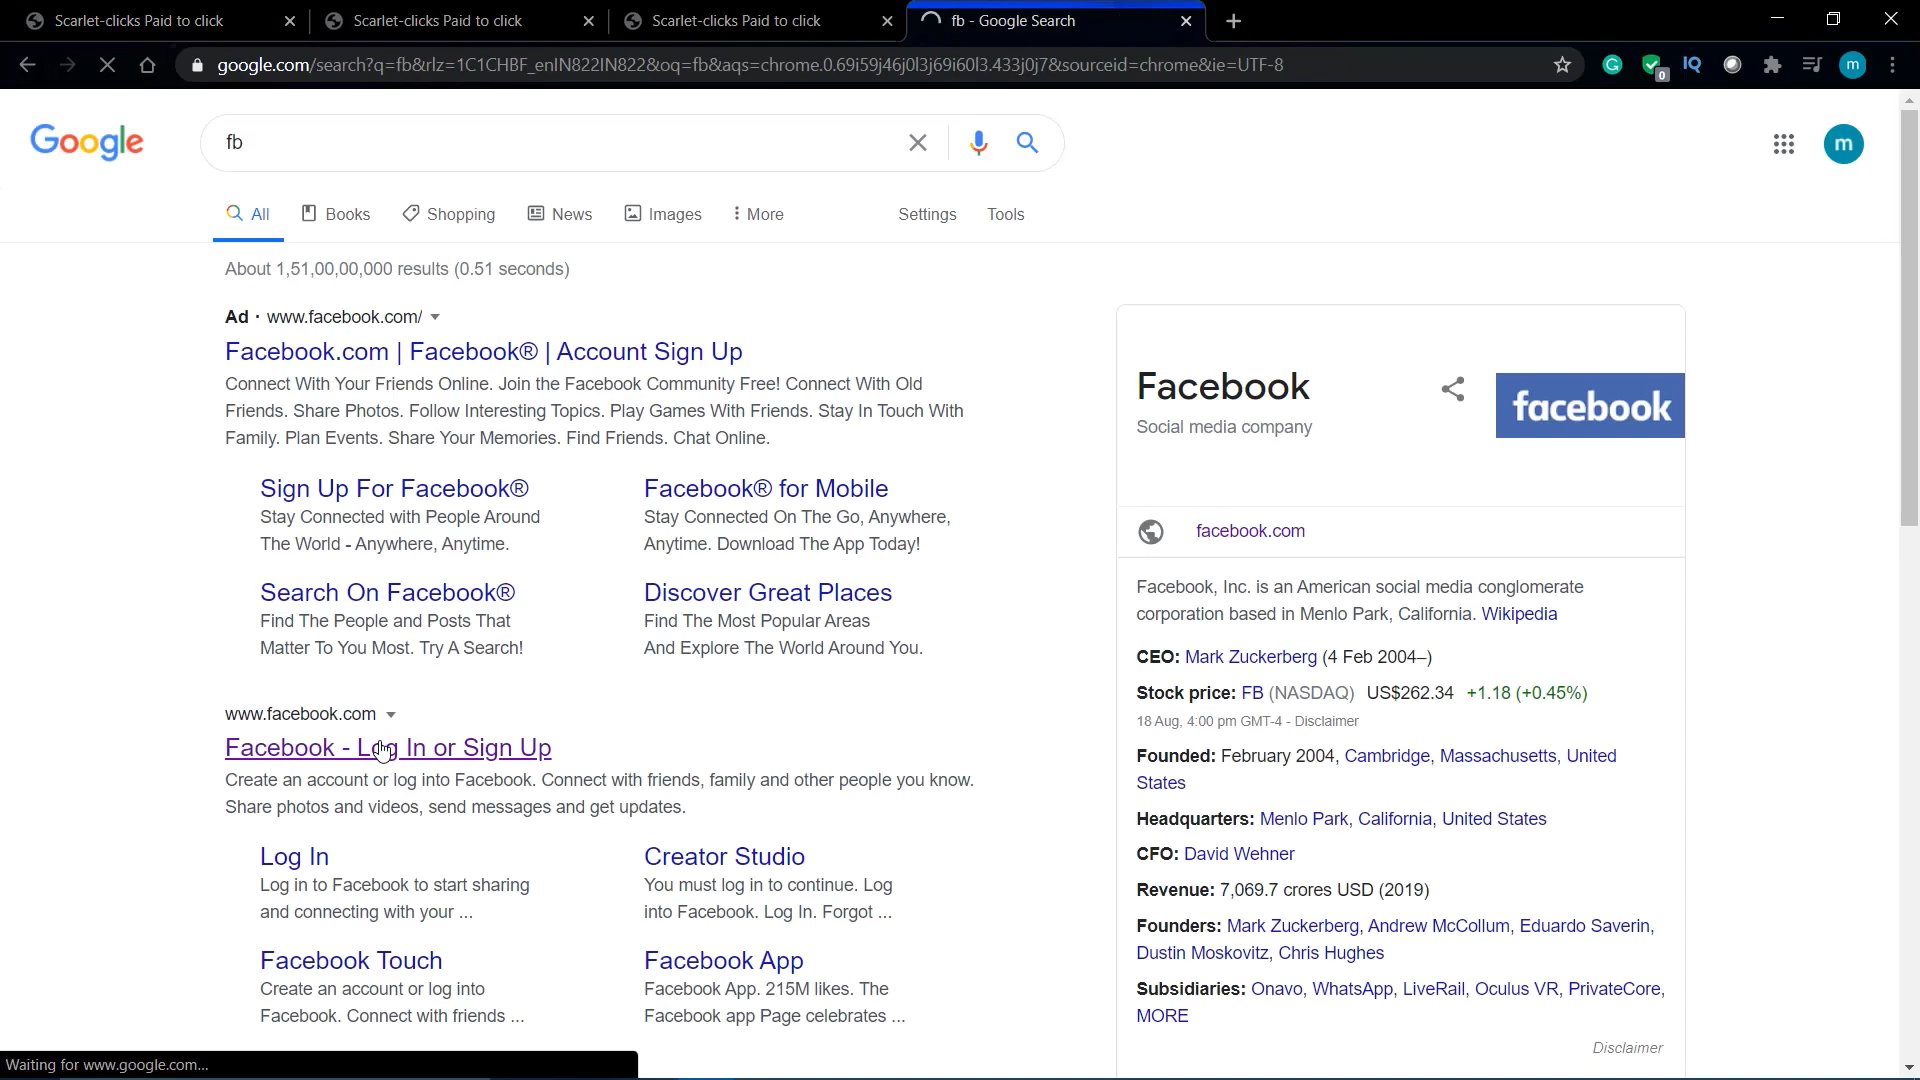 Scarlet-clicks Paid to click
Scarlet-clicks Paid to click
Scarlet-clicks Paid to click
fb - Google Search
google.com/search?q=fb&rlz=1C1CHBF_enIN822IN822&oq=fb&aqs=chrome.0.69i59j46j0l3j69i60l3.433j0j7&sourceid=chrome&ie=UTF-8
0
IQ
m
Google
fb
m
All
Books
Shopping
News
Images
More
Settings
Tools
About 1,51,00,00,000 results (0.51 seconds)
Ad · www.facebook.com/
Facebook.com | Facebook® | Account Sign Up
Connect With Your Friends Online. Join the Facebook Community Free! Connect With Old
Friends. Share Photos. Follow Interesting Topics. Play Games With Friends. Stay In Touch With
Family. Plan Events. Share Your Memories. Find Friends. Chat Online.
Sign Up For Facebook®
Stay Connected with People Around
The World - Anywhere, Anytime.
Facebook® for Mobile
Stay Connected On The Go, Anywhere,
Anytime. Download The App Today!
Search On Facebook®
Find The People and Posts That
Matter To You Most. Try A Search!
Discover Great Places
Find The Most Popular Areas
And Explore The World Around You.
www.facebook.com
Facebook - Log In or Sign Up
Create an account or log into Facebook. Connect with friends, family and other people you know.
Share photos and videos, send messages and get updates.
Log In
Log in to Facebook to start sharing
and connecting with your ...
Creator Studio
You must log in to continue. Log
into Facebook. Log In. Forgot ...
Facebook Touch
Create an account or log into
Facebook. Connect with friends ...
Facebook App
Facebook App. 215M likes. The
Facebook app Page celebrates ...
Facebook
Social media company
facebook
facebook.com
Facebook, Inc. is an American social media conglomerate
corporation based in Menlo Park, California. Wikipedia
CEO: Mark Zuckerberg (4 Feb 2004–)
Stock price: FB (NASDAQ) US$262.34 +1.18 (+0.45%)
18 Aug, 4:00 pm GMT-4 - Disclaimer
Founded: February 2004, Cambridge, Massachusetts, United
States
Headquarters: Menlo Park, California, United States
CFO: David Wehner
Revenue: 7,069.7 crores USD (2019)
Founders: Mark Zuckerberg, Andrew McCollum, Eduardo Saverin,
Dustin Moskovitz, Chris Hughes
Subsidiaries: Onavo, WhatsApp, LiveRail, Oculus VR, PrivateCore,
MORE
Disclaimer
Waiting for www.google.com...